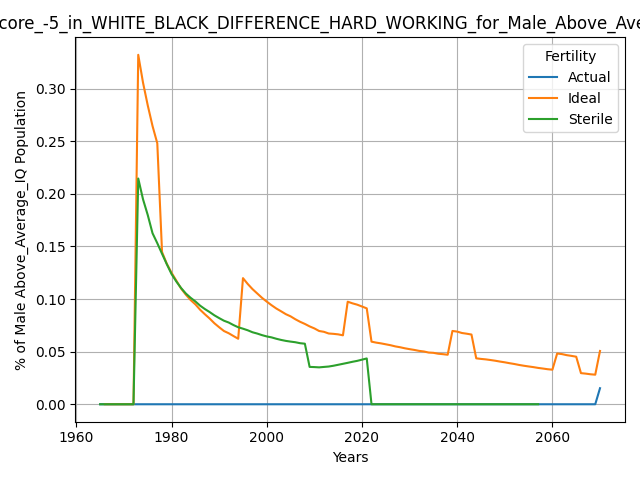 core_-5_in_WHITE_BLACK_DIFFERENCE_HARD_WORKING_for_Male_Above_Ave
% of Male Above_Average_IQ Population
0.30
0.25
0.20
0.15
0.10
0.05
0.00
Fertility
Actual
Ideal
Sterile
1960 1980 2000 2020 2040 2060
Years